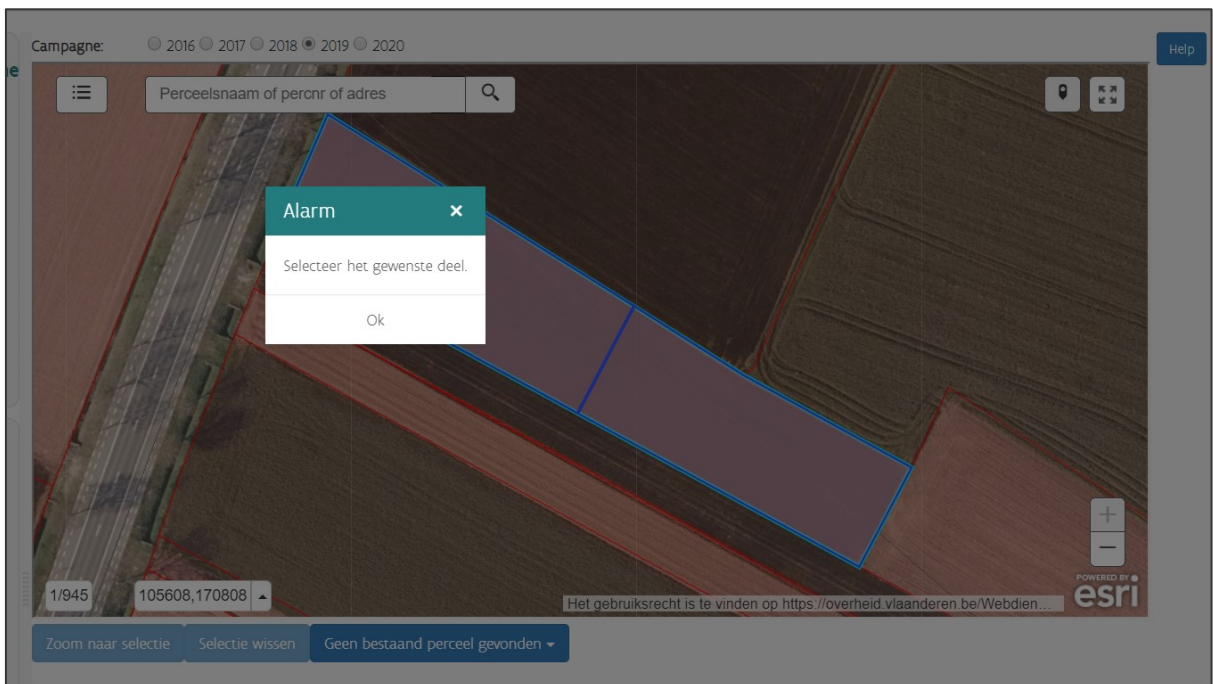 Campagne: 2016 2017 2018 2019 2020
Help
ne
Perceelsnaam of percnr of adres
Alarm ×
Selecteer het gewenste deel.
Ok
+
−
1/945 105608,170808
Het gebruiksrecht is te vinden op https://overheid.vlaanderen.be/Webdien...
POWERED BY
esri
Zoom naar selectie Selectie wissen Geen bestaand perceel gevonden